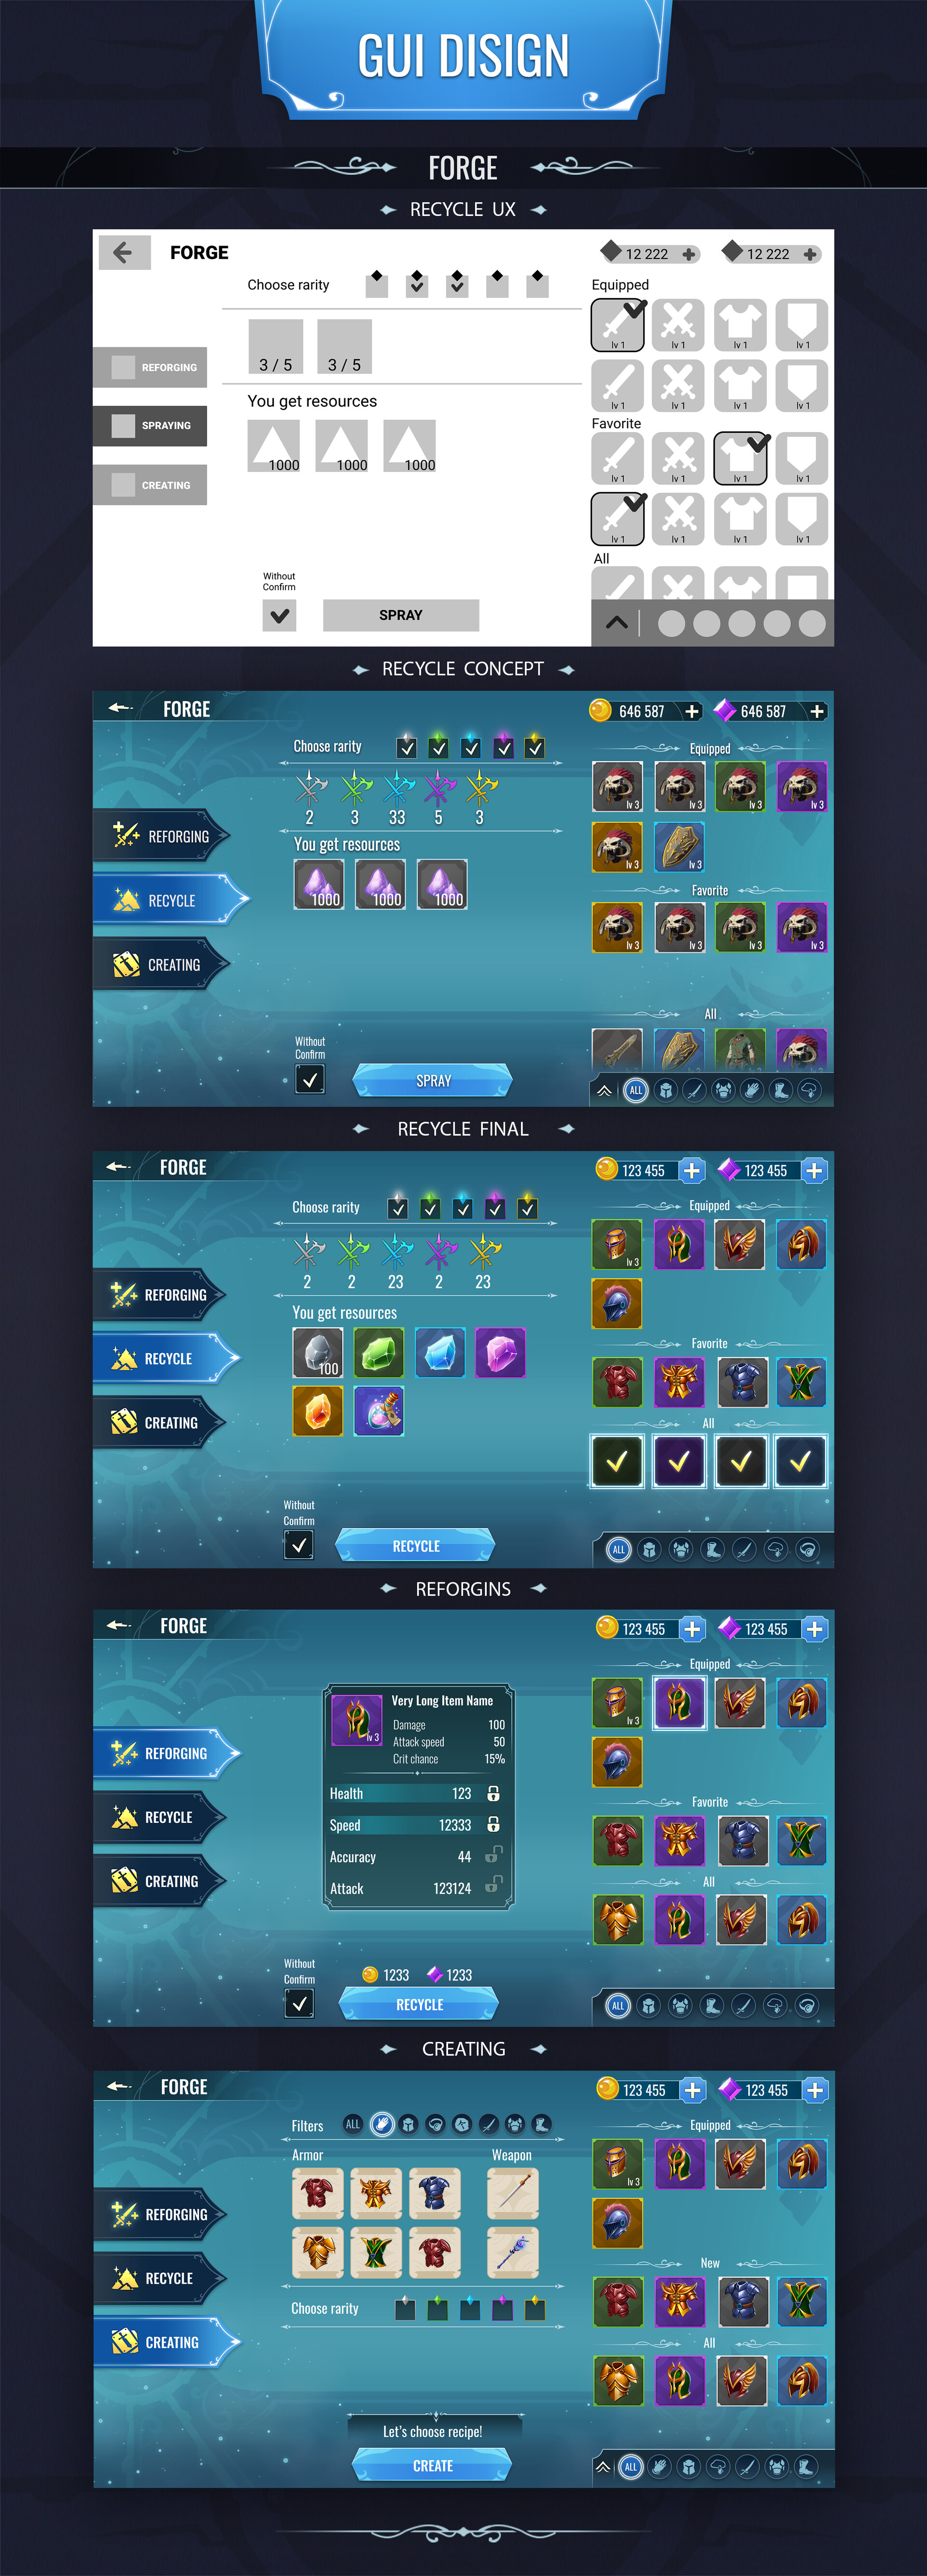 GUI DISIGN
FORGE
RECYCLE UX
FORGE
12 222
12 222
Choose rarity
Equipped
lv 1
lv 1
lv 1
lv 1
3 / 5
3 / 5
REFORGING
lv 1
lv 1
lv 1
lv 1
You get resources
Favorite
SPRAYING
1000
1000
1000
lv 1
lv 1
lv 1
lv 1
CREATING
lv 1
lv 1
lv 1
lv 1
All
Without
Confirm
SPRAY
RECYCLE CONCEPT
FORGE
646 587
646 587
Choose rarity
Equipped
lv 3
lv 3
lv 3
lv 3
2
3
33
5
3
REFORGING
You get resources
lv 3
lv 3
RECYCLE
1000
1000
1000
Favorite
lv 3
lv 3
lv 3
lv 3
CREATING
All
Without
Confirm
SPRAY
ALL
RECYCLE FINAL
FORGE
123 455
123 455
Choose rarity
Equipped
lv 3
2
2
23
2
23
REFORGING
You get resources
RECYCLE
100
Favorite
CREATING
All
Without
Confirm
RECYCLE
ALL
REFORGINS
FORGE
123 455
123 455
Equipped
lv 3
Very Long Item Name
lv 3
Damage 100
Attack speed 50
Crit chance 15%
REFORGING
Health 123
Speed 12333
Accuracy 44
Attack 123124
RECYCLE
CREATING
Favorite
All
Without
Confirm
1233
1233
RECYCLE
ALL
CREATING
FORGE
123 455
123 455
Filters
ALL
Equipped
Armor
Weapon
lv 3
REFORGING
RECYCLE
CREATING
Choose rarity
New
All
Let's choose recipe!
CREATE
ALL